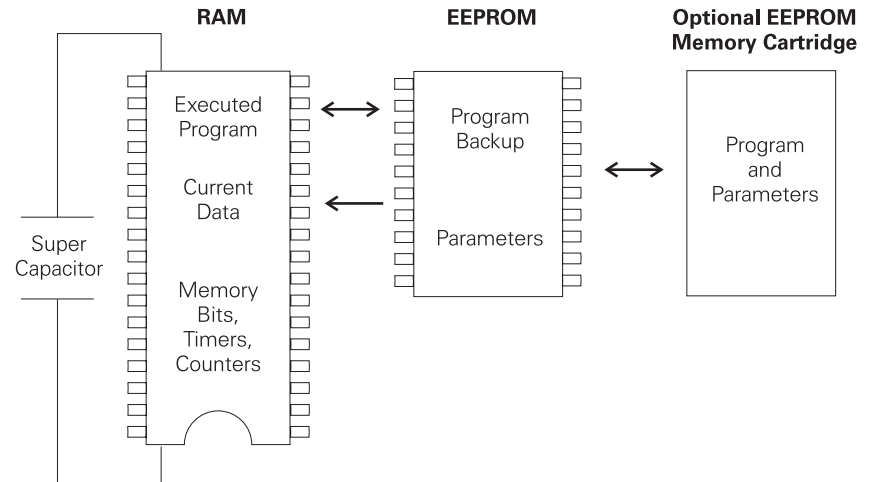 RAM
EEPROM
Optional EEPROM
Memory Cartridge
Executed
Program
Current
Data
Memory
Bits,
Timers,
Counters
Super
Capacitor
Program
Backup
Parameters
Program
and
Parameters